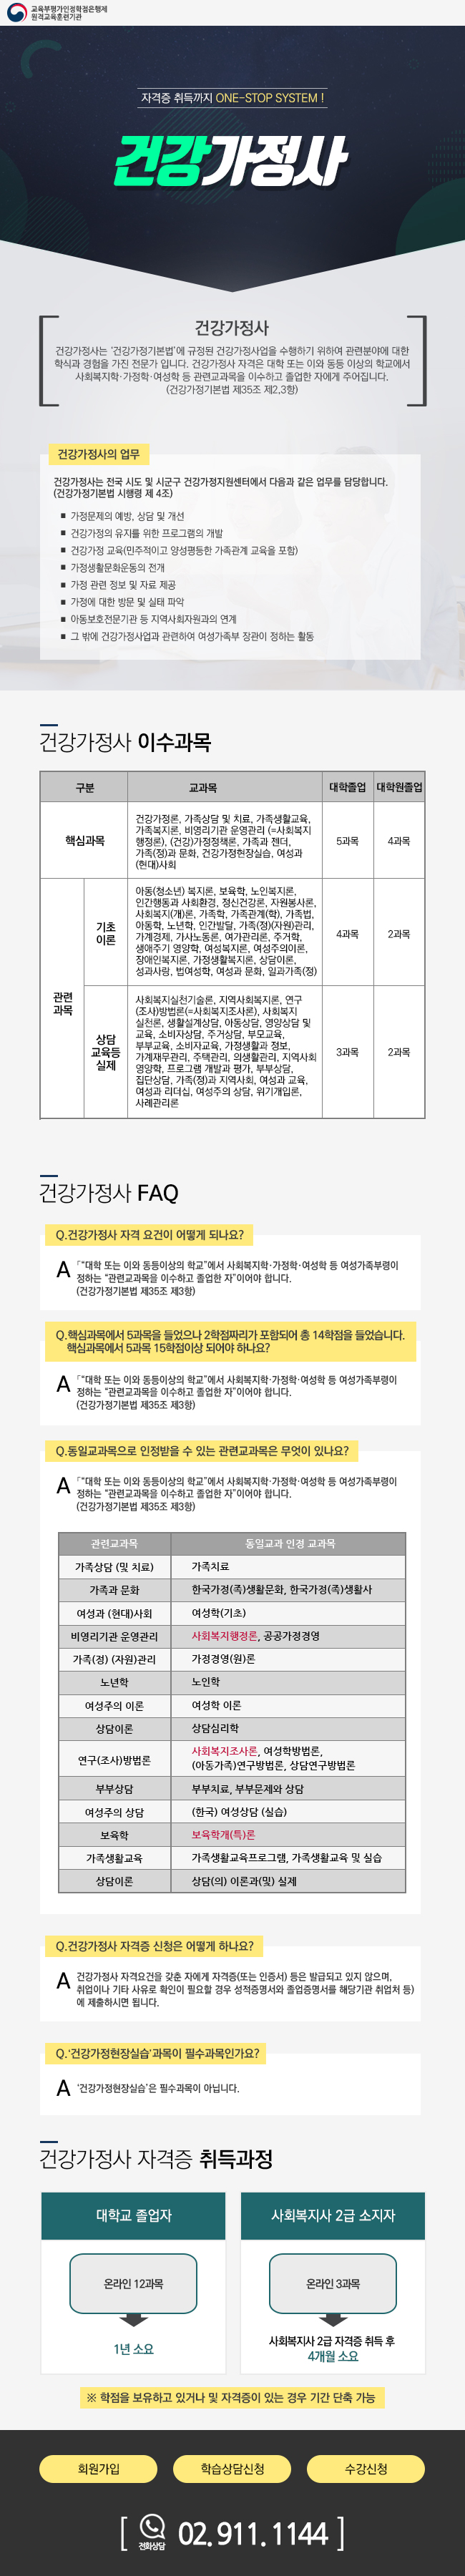 교육부평가인정학점은행제
원격교육훈련기관
자격증 취득까지 ONE-STOP SYSTEM !
건강가정사
건강가정사
건강가정사는 '건강가정기본법'에 규정된 건강가정사업을 수행하기 위하여 관련분야에 대한
학식과 경험을 가진 전문가 입니다. 건강가정사 자격은 대학 또는 이와 동등 이상의 학교에서
사회복지학·가정학·여성학 등 관련교과목을 이수하고 졸업한 자에게 주어집니다.
(건강가정기본법 제35조 제2,3항)
건강가정사의 업무
건강가정사는 전국 시도 및 시군구 건강가정지원센터에서 다음과 같은 업무를 담당합니다.
(건강가정기본법 시행령 제 4조)
■ 가정문제의 예방, 상담 및 개선
■ 건강가정의 유지를 위한 프로그램의 개발
■ 건강가정 교육(민주적이고 양성평등한 가족관계 교육을 포함)
■ 가정생활문화운동의 전개
■ 가정 관련 정보 및 자료 제공
■ 가정에 대한 방문 및 실태 파악
■ 아동보호전문기관 등 지역사회자원과의 연계
■ 그 밖에 건강가정사업과 관련하여 여성가족부 장관이 정하는 활동
건강가정사 이수과목
구분 교과목 대학졸업 대학원졸업
핵심과목
건강가정론, 가족상담 및 치료, 가족생활교육,
가족복지론, 비영리기관 운영관리 (=사회복지
행정론), (건강)가정정책론, 가족과 젠더,
가족(정)과 문화, 건강가정현장실습, 여성과
(현대)사회
5과목 4과목
관련
과목
기초
이론
아동(청소년) 복지론, 보육학, 노인복지론,
인간행동과 사회환경, 정신건강론, 자원봉사론,
사회복지(개)론, 가족학, 가족관계(학), 가족법,
아동학, 노년학, 인간발달, 가족(정)(자원)관리,
가계경제, 가사노동론, 여가관리론, 주거학,
생애주기 영양학, 여성복지론, 여성주의이론,
장애인복지론, 가정생활복지론, 상담이론,
성과사랑, 법여성학, 여성과 문화, 일과가족(정)
4과목 2과목
상담
교육등
실제
사회복지실천기술론, 지역사회복지론, 연구
(조사)방법론(=사회복지조사론), 사회복지
실천론, 생활설계상담, 아동상담, 영양상담 및
교육, 소비자상담, 주거상담, 부모교육,
부부교육, 소비자교육, 가정생활과 정보,
가계재무관리, 주택관리, 의생활관리, 지역사회
영양학, 프로그램 개발과 평가, 부부상담,
집단상담, 가족(정)과 지역사회, 여성과 교육,
여성과 리더십, 여성주의 상담, 위기개입론,
사례관리론
3과목 2과목
건강가정사 FAQ
Q.건강가정사 자격 요건이 어떻게 되나요?
A 「"대학 또는 이와 동등이상의 학교"에서 사회복지학·가정학·여성학 등 여성가족부령이
정하는 "관련교과목을 이수하고 졸업한 자"이어야 합니다.
(건강가정기본법 제35조 제3항)
Q.핵심과목에서 5과목을 들었으나 2학점짜리가 포함되어 총 14학점을 들었습니다.
핵심과목에서 5과목 15학점이상 되어야 하나요?
A 「"대학 또는 이와 동등이상의 학교"에서 사회복지학·가정학·여성학 등 여성가족부령이
정하는 "관련교과목을 이수하고 졸업한 자"이어야 합니다.
(건강가정기본법 제35조 제3항)
Q.동일교과목으로 인정받을 수 있는 관련교과목은 무엇이 있나요?
A 「"대학 또는 이와 동등이상의 학교"에서 사회복지학·가정학·여성학 등 여성가족부령이
정하는 "관련교과목을 이수하고 졸업한 자"이어야 합니다.
(건강가정기본법 제35조 제3항)
관련교과목 동일교과 인정 교과목
가족상담 (및 치료) 가족치료
가족과 문화 한국가정(족)생활문화, 한국가정(족)생활사
여성과 (현대)사회 여성학(기초)
비영리기관 운영관리 사회복지행정론, 공공가정경영
가족(정) (자원)관리 가정경영(원)론
노년학 노인학
여성주의 이론 여성학 이론
상담이론 상담심리학
연구(조사)방법론 사회복지조사론, 여성학방법론,
(아동가족)연구방법론, 상담연구방법론
부부상담 부부치료, 부부문제와 상담
여성주의 상담 (한국) 여성상담 (실습)
보육학 보육학개(특)론
가족생활교육 가족생활교육프로그램, 가족생활교육 및 실습
상담이론 상담(의) 이론과(및) 실제
Q.건강가정사 자격증 신청은 어떻게 하나요?
A 건강가정사 자격요건을 갖춘 자에게 자격증(또는 인증서) 등은 발급되고 있지 않으며,
취업이나 기타 사유로 확인이 필요할 경우 성적증명서와 졸업증명서를 해당기관 취업처 등)
에 제출하시면 됩니다.
Q.'건강가정현장실습'과목이 필수과목인가요?
A '건강가정현장실습'은 필수과목이 아닙니다.
건강가정사 자격증 취득과정
대학교 졸업자
온라인 12과목
1년 소요
사회복지사 2급 소지자
온라인 3과목
사회복지사 2급 자격증 취득 후
4개월 소요
※ 학점을 보유하고 있거나 및 자격증이 있는 경우 기간 단축 가능
회원가입 학습상담신청 수강신청
전화상담 02. 911. 1144